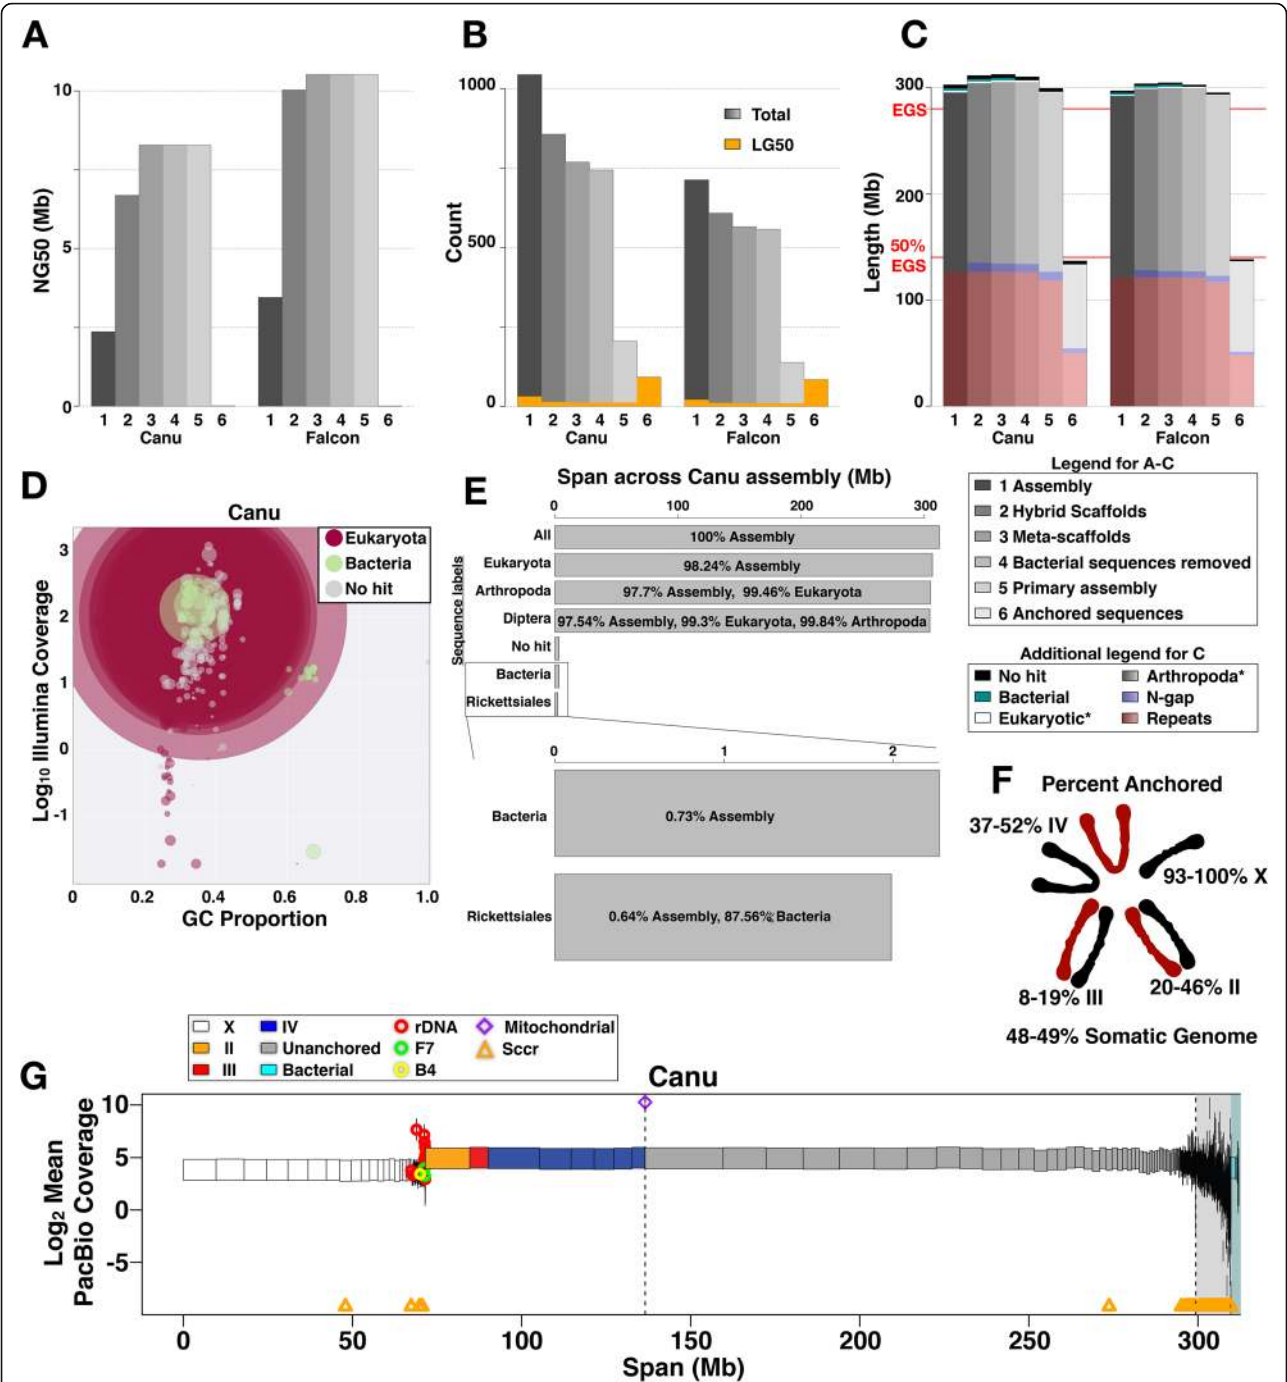 A
NG50 (Mb)
10
5
0
1 2 3 4 5 6
Canu
1 2 3 4 5 6
Falcon
B
Count
1000
500
0
Total
LG50
1 2 3 4 5 6
Canu
1 2 3 4 5 6
Falcon
C
Length (Mb)
300
EGS
200
50%
EGS
100
0
1 2 3 4 5 6
Canu
1 2 3 4 5 6
Falcon
Legend for A-C
1 Assembly
2 Hybrid Scaffolds
3 Meta-scaffolds
4 Bacterial sequences removed
5 Primary assembly
6 Anchored sequences
Additional legend for C
No hit
Bacterial
Eukaryotic*
Arthropoda*
N-gap
Repeats
D
Canu
Eukaryota
Bacteria
No hit
Log10 Illumina Coverage
3
2
1
0
-1
0 0.2 0.4 0.6 0.8 1.0
GC Proportion
E
Span across Canu assembly (Mb)
0 100 200 300
Sequence labels
All 100% Assembly
Eukaryota 98.24% Assembly
Arthropoda 97.7% Assembly, 99.46% Eukaryota
Diptera 97.54% Assembly, 99.3% Eukaryota, 99.84% Arthropoda
No hit
Bacteria
Rickettsiales
0 1 2
Bacteria 0.73% Assembly
Rickettsiales 0.64% Assembly, 87.56% Bacteria
F
Percent Anchored
37-52% IV
93-100% X
8-19% III
20-46% II
48-49% Somatic Genome
G
X
II
III
IV
Unanchored
Bacterial
rDNA
F7
B4
Mitochondrial
Sccr
Canu
Log2 Mean
PacBio Coverage
10
5
0
-5
0 50 100 150 200 250 300
Span (Mb)